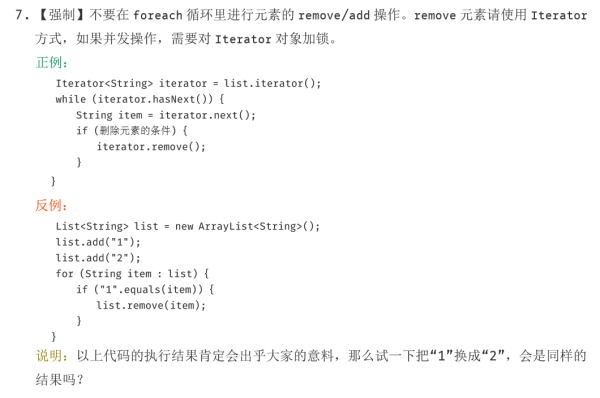 7. 【强制】不要在 foreach 循环里进行元素的 remove/add 操作。remove 元素请使用 Iterator
方式，如果并发操作，需要对 Iterator 对象加锁。
正例：
Iterator<String> iterator = list.iterator();
while (iterator.hasNext()) {
String item = iterator.next();
if (删除元素的条件) {
iterator.remove();
}
}
反例：
List<String> list = new ArrayList<String>();
list.add("1");
list.add("2");
for (String item : list) {
if ("1".equals(item)) {
list.remove(item);
}
}
说明：以上代码的执行结果肯定会出乎大家的意料，那么试一下把“1”换成“2”，会是同样的
结果吗？